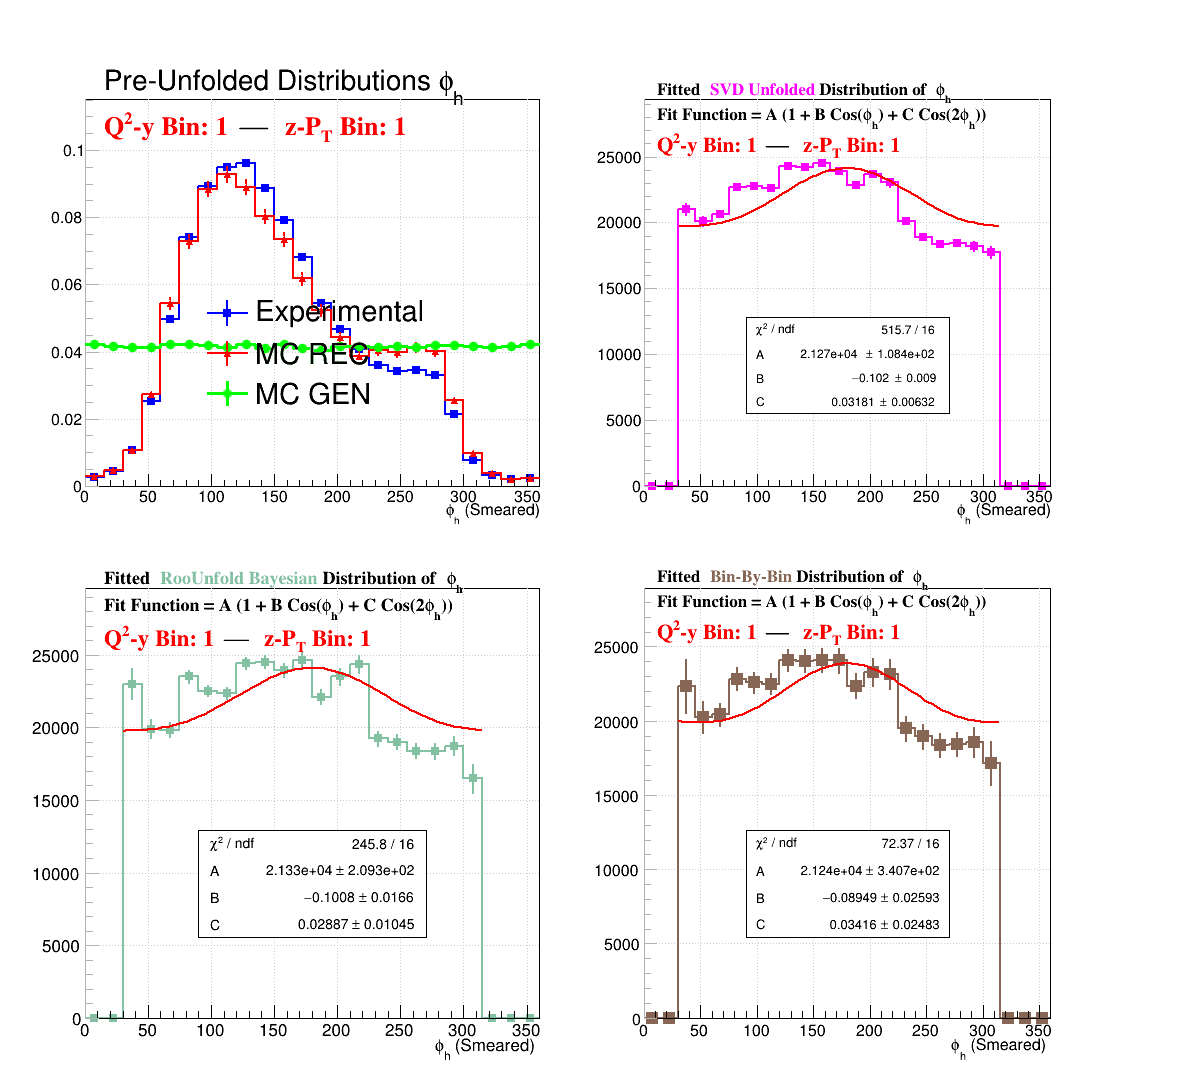 Pre-Unfolded Distributions ϕh
Q²-y Bin: 1 — z-PT Bin: 1
0.1
0.08
0.06
0.04
0.02
0
Experimental
MC REC
MC GEN
0 50 100 150 200 250 300 350
ϕh (Smeared)
Fitted SVD Unfolded Distribution of ϕh
Fit Function = A (1 + B Cos(ϕh) + C Cos(2ϕh))
Q²-y Bin: 1 — z-PT Bin: 1
25000
20000
15000
10000
5000
0
χ² / ndf 515.7 / 16
A 2.127e+04 ± 1.084e+02
B −0.102 ± 0.009
C 0.03181 ± 0.00632
0 50 100 150 200 250 300 350
ϕh (Smeared)
Fitted RooUnfold Bayesian Distribution of ϕh
Fit Function = A (1 + B Cos(ϕh) + C Cos(2ϕh))
Q²-y Bin: 1 — z-PT Bin: 1
25000
20000
15000
10000
5000
0
χ² / ndf 245.8 / 16
A 2.133e+04 ± 2.093e+02
B −0.1008 ± 0.0166
C 0.02887 ± 0.01045
0 50 100 150 200 250 300 350
ϕh (Smeared)
Fitted Bin-By-Bin Distribution of ϕh
Fit Function = A (1 + B Cos(ϕh) + C Cos(2ϕh))
Q²-y Bin: 1 — z-PT Bin: 1
25000
20000
15000
10000
5000
0
χ² / ndf 72.37 / 16
A 2.124e+04 ± 3.407e+02
B −0.08949 ± 0.02593
C 0.03416 ± 0.02483
0 50 100 150 200 250 300 350
ϕh (Smeared)